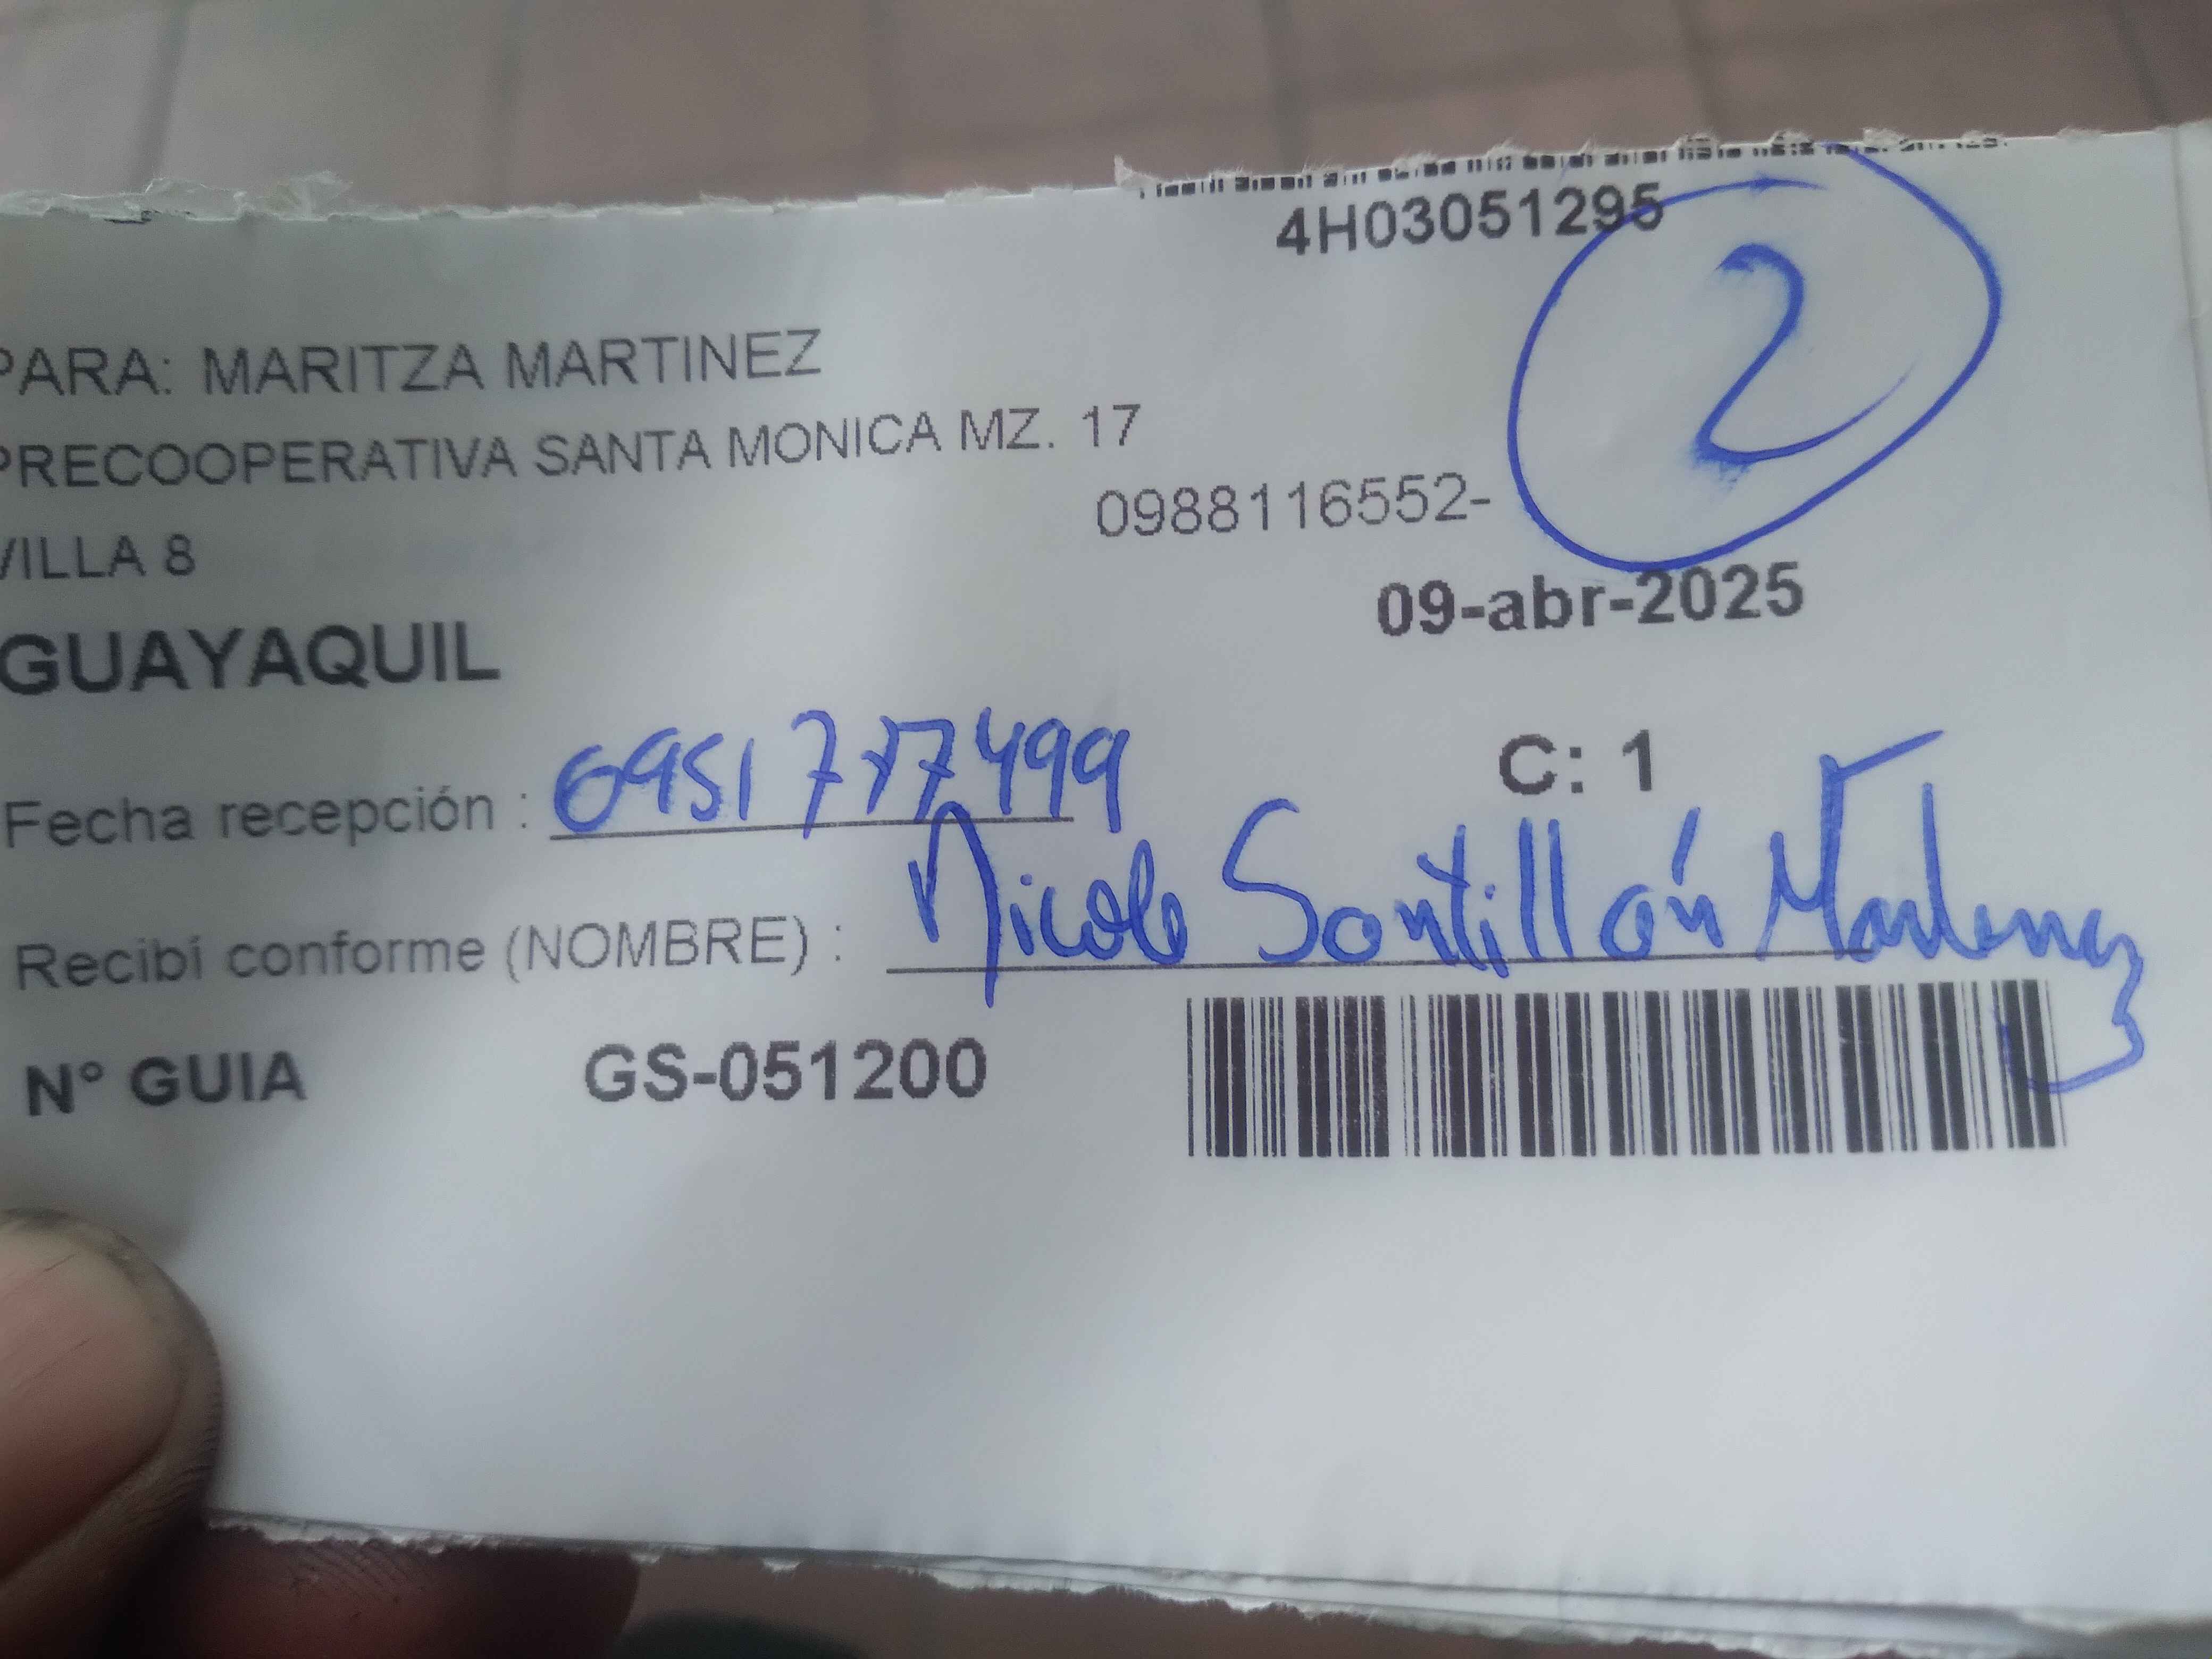 4H03051295
2
PARA: MARITZA MARTINEZ
PRECOOPERATIVA SANTA MONICA MZ. 17
0988116552-
VILLA 8
09-abr-2025
GUAYAQUIL
C: 1
Fecha recepción : 0951777499
Recibí conforme (NOMBRE) : Nicole Santillán Martinez
N° GUIA GS-051200